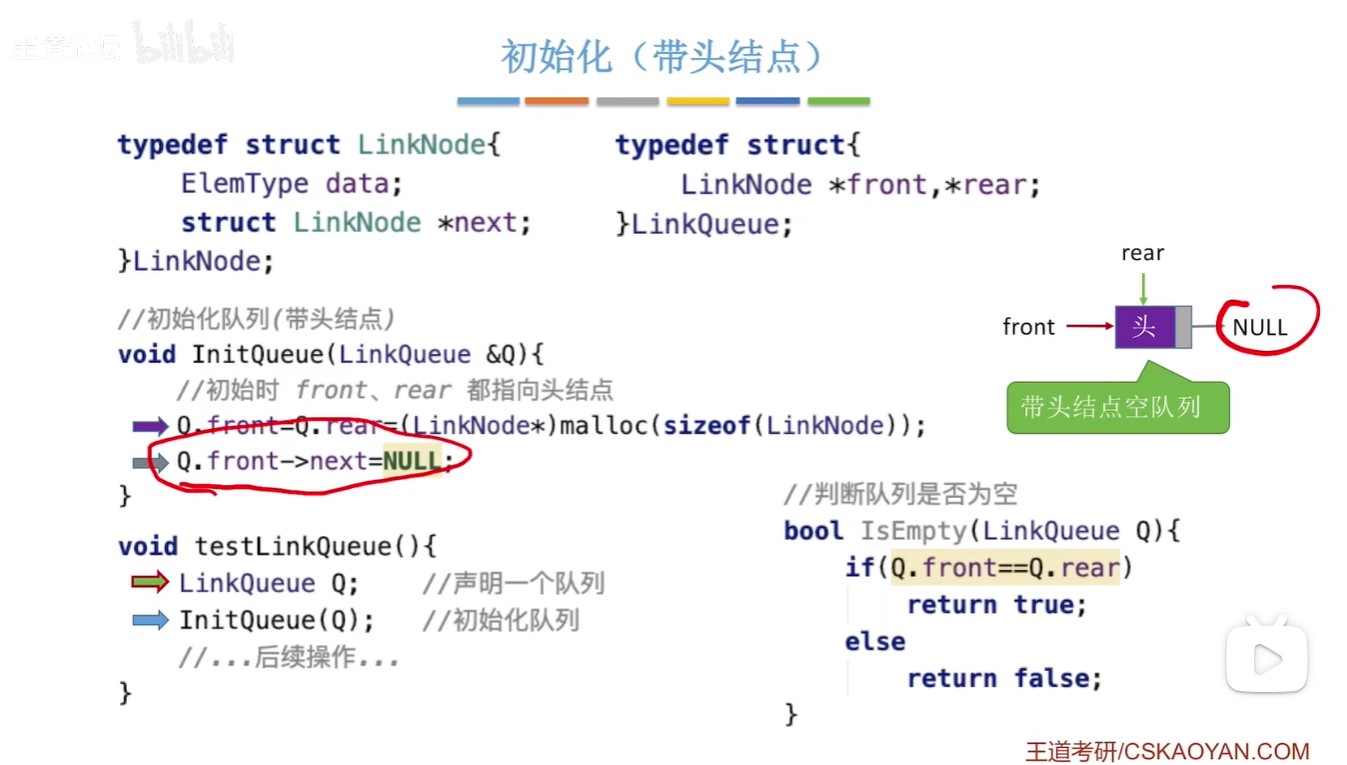 bilibili
初始化（带头结点）
typedef struct LinkNode{
ElemType data;
struct LinkNode *next;
}LinkNode;
typedef struct{
LinkNode *front,*rear;
}LinkQueue;
//初始化队列(带头结点)
void InitQueue(LinkQueue &Q){
//初始时 front、rear 都指向头结点
Q.front=Q.rear=(LinkNode*)malloc(sizeof(LinkNode));
Q.front->next=NULL;
}
void testLinkQueue(){
LinkQueue Q; //声明一个队列
InitQueue(Q); //初始化队列
//...后续操作...
}
rear
front
头
NULL
带头结点空队列
//判断队列是否为空
bool IsEmpty(LinkQueue Q){
if(Q.front==Q.rear)
return true;
else
return false;
}
王道考研/CSKAOYAN.COM